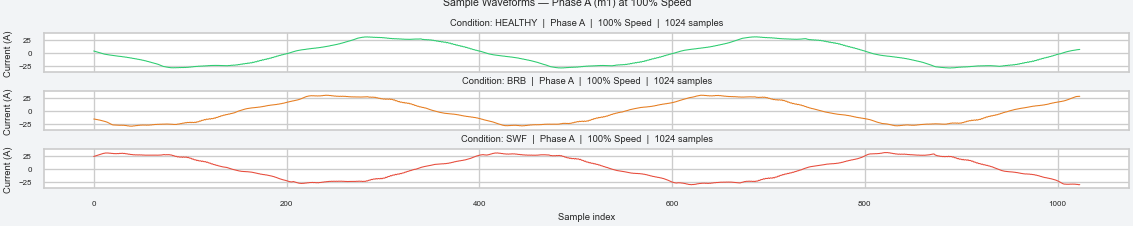 Sample Waveforms — Phase A (m1) at 100% Speed
Condition: HEALTHY | Phase A | 100% Speed | 1024 samples
Current (A)
25
0
−25
Condition: BRB | Phase A | 100% Speed | 1024 samples
Current (A)
25
0
−25
Condition: SWF | Phase A | 100% Speed | 1024 samples
Current (A)
25
0
−25
0 200 400 600 800 1000
Sample index